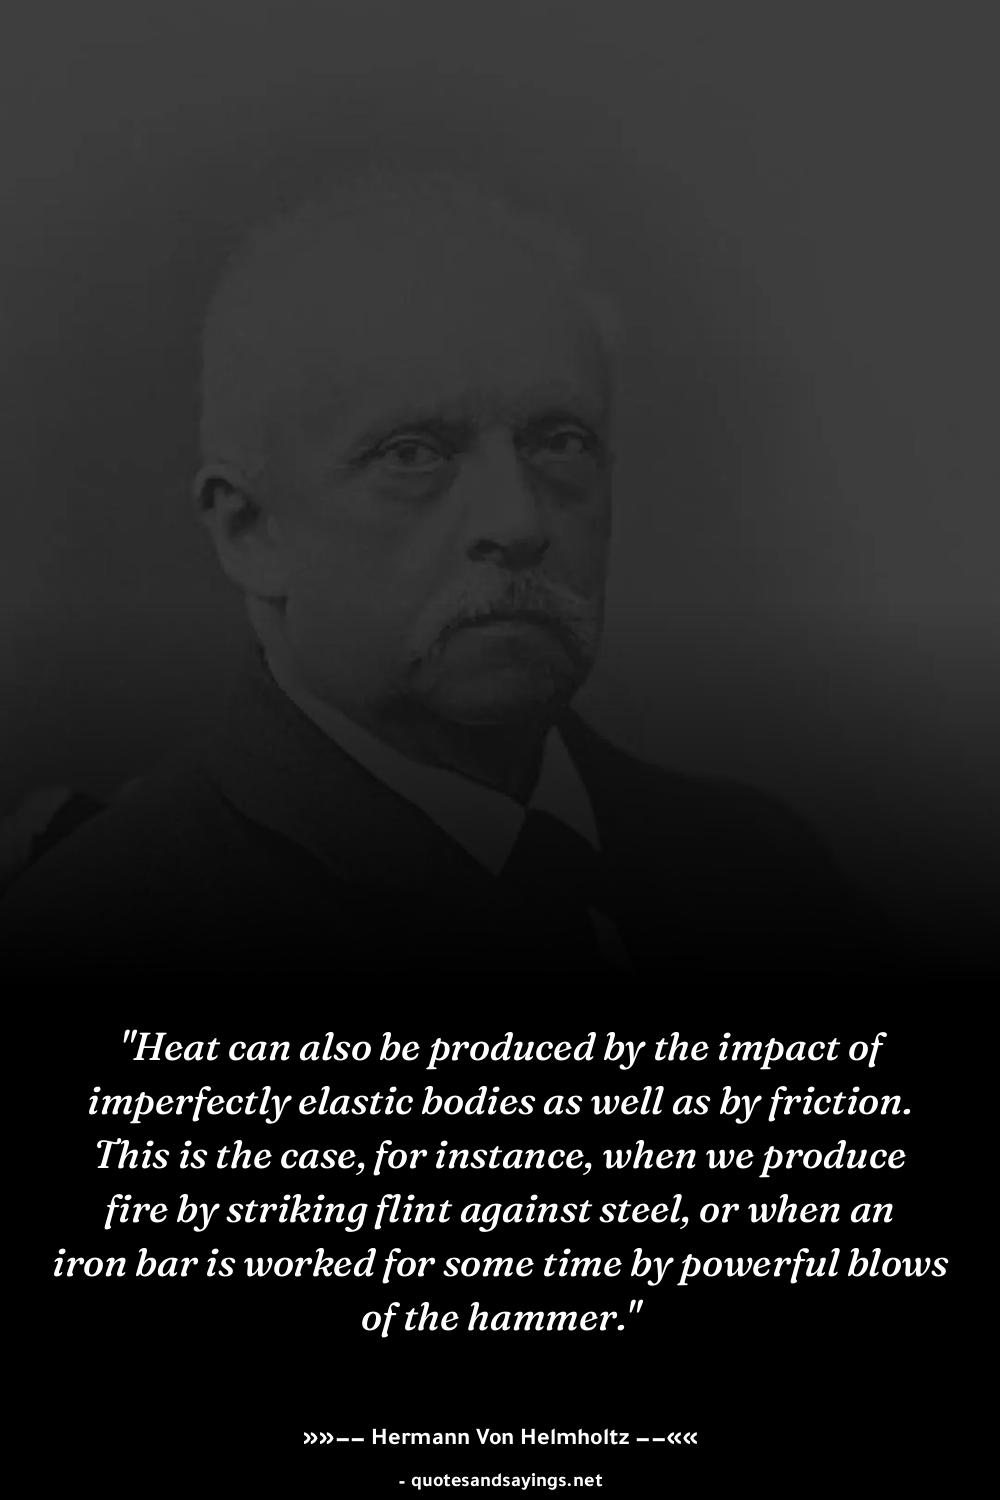 "Heat can also be produced by the impact of
imperfectly elastic bodies as well as by friction.
This is the case, for instance, when we produce
fire by striking flint against steel, or when an
iron bar is worked for some time by powerful blows
of the hammer."
»»-- Hermann Von Helmholtz --««
- quotesandsayings.net